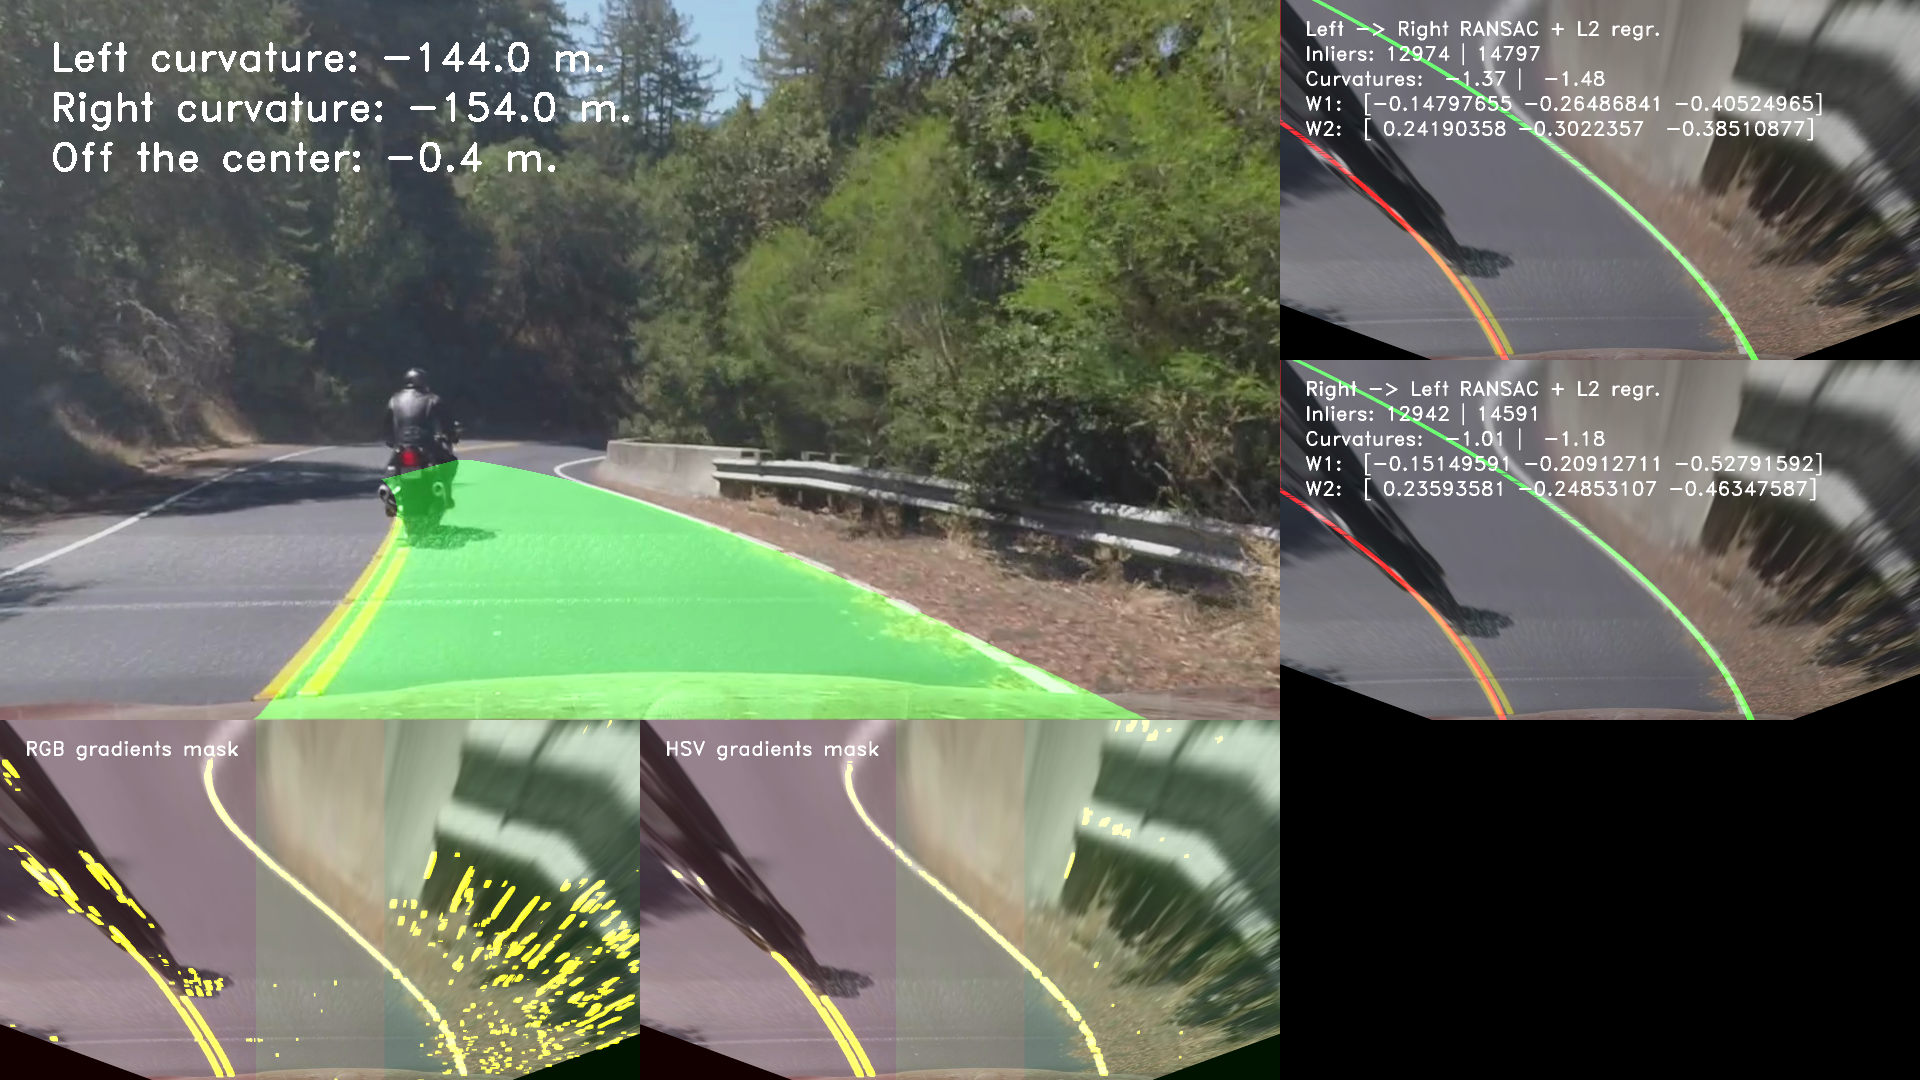 Left curvature: -144.0 m.
Right curvature: -154.0 m.
Off the center: -0.4 m.
Left -> Right RANSAC + L2 regr.
Inliers: 12974 | 14797
Curvatures: -1.37 | -1.48
W1: [-0.14797655 -0.26486841 -0.40524965]
W2: [ 0.24190358 -0.3022357 -0.38510877]
Right -> Left RANSAC + L2 regr.
Inliers: 12942 | 14591
Curvatures: -1.01 | -1.18
W1: [-0.15149591 -0.20912711 -0.52791592]
W2: [ 0.23593581 -0.24853107 -0.46347587]
RGB gradients mask
HSV gradients mask